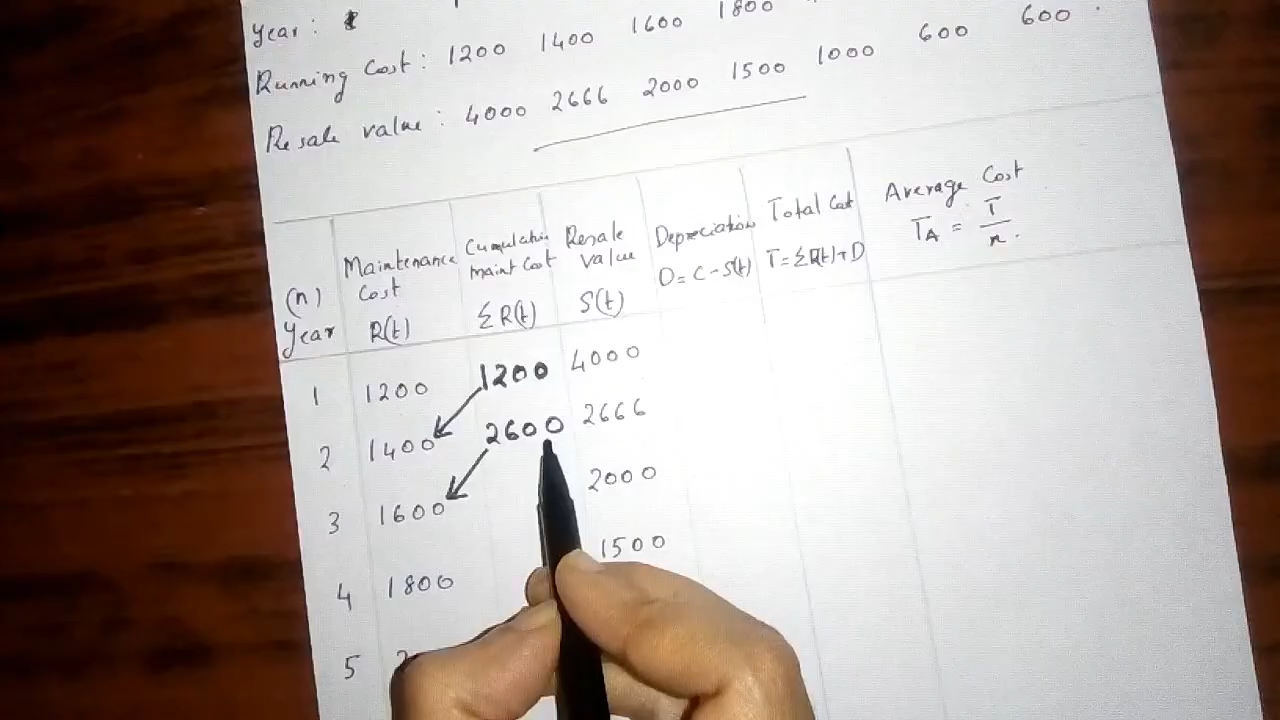 Year :
Running Cost : 1200 1400 1600 1800
Resale value : 4000 2666 2000 1500 1000 600 600
(n) Year Maintenance Cost R(t) Cumulative maint Cost ΣR(t) Resale value S(t) Depreciation D = C - S(t) Total Cost T = ΣR(t) + D Average Cost TA = T/n.
1 1200 1200 4000
2 1400 2600 2666
3 1600 2000
4 1800 1500
5